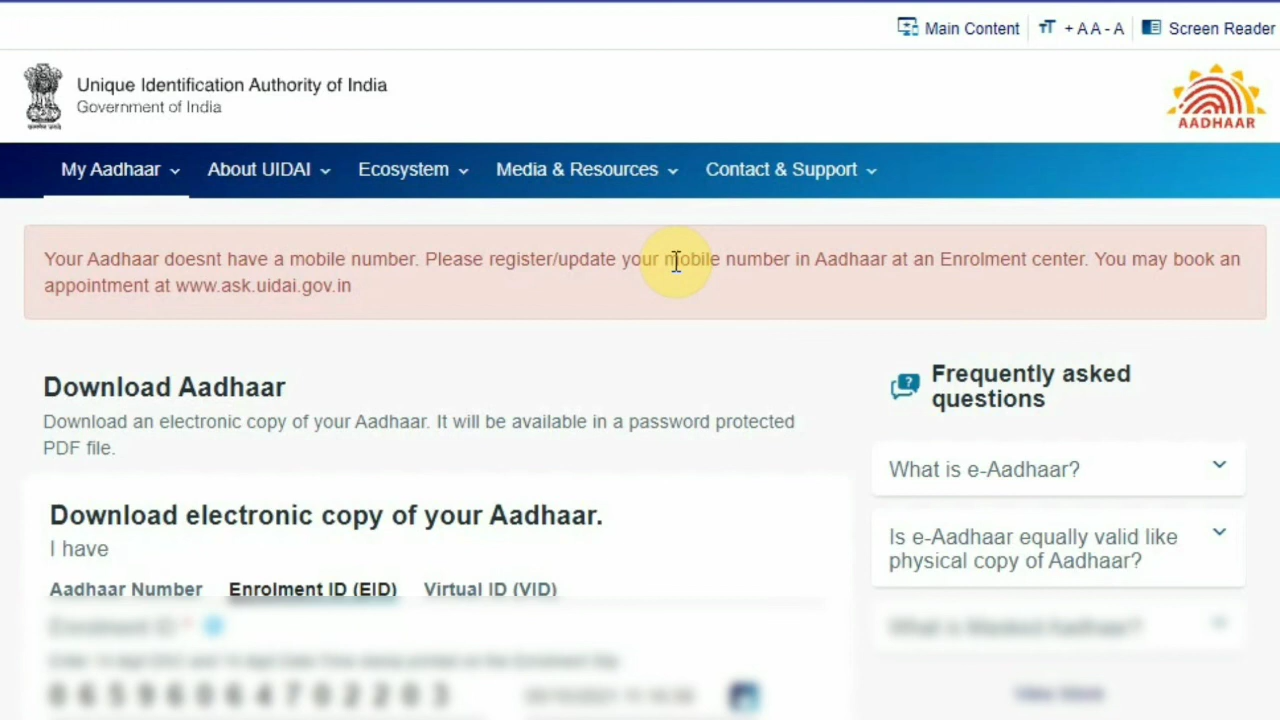 Main Content
+ A A - A
Screen Reader
Unique Identification Authority of India
Government of India
AADHAAR
My Aadhaar
About UIDAI
Ecosystem
Media & Resources
Contact & Support
Your Aadhaar doesnt have a mobile number. Please register/update your mobile number in Aadhaar at an Enrolment center. You may book an
appointment at www.ask.uidai.gov.in
Download Aadhaar
Download an electronic copy of your Aadhaar. It will be available in a password protected
PDF file.
Frequently asked
questions
What is e-Aadhaar?
Is e-Aadhaar equally valid like
physical copy of Aadhaar?
Download electronic copy of your Aadhaar.
I have
Aadhaar Number
Enrolment ID (EID)
Virtual ID (VID)